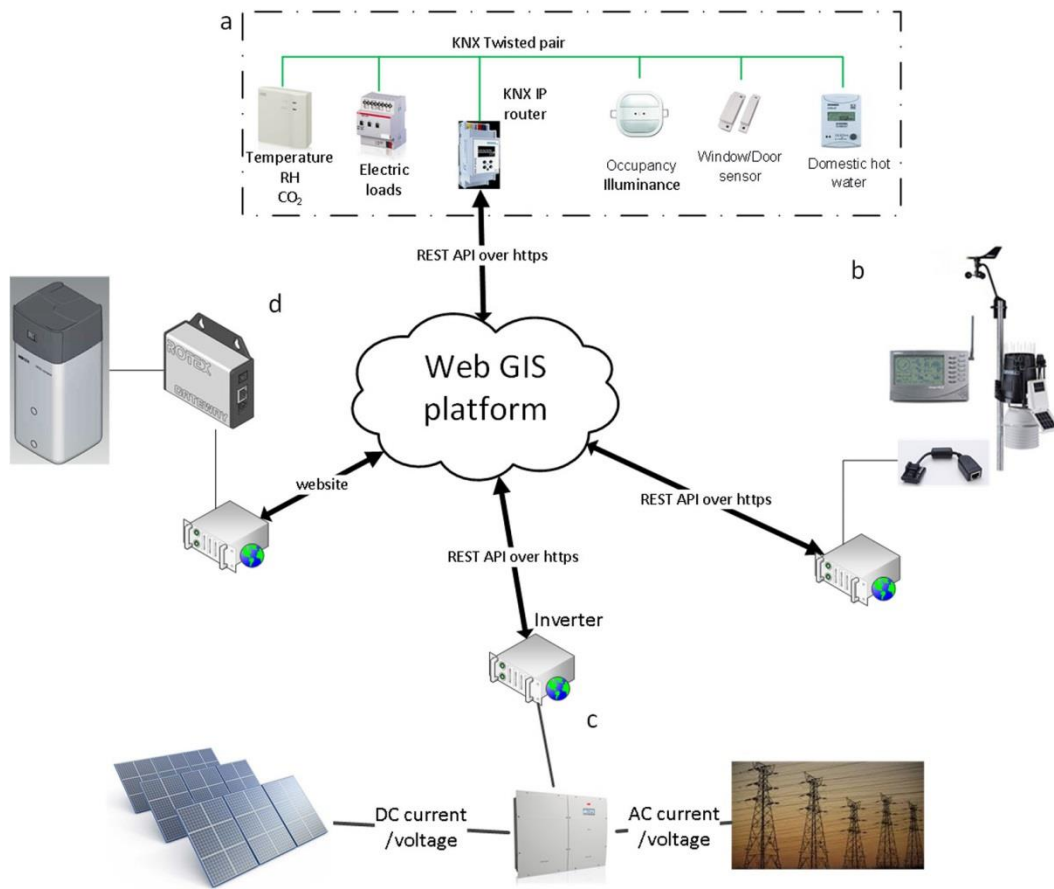 a
KNX Twisted pair
KNX IP
router
Temperature
RH
CO₂
Electric
loads
Occupancy
Illuminance
Window/Door
sensor
Domestic hot
water
REST API over https
b
d
ROTEX
GATEWAY
Web GIS
platform
website
REST API over https
REST API over https
Inverter
c
DC current
/voltage
AC current
/voltage